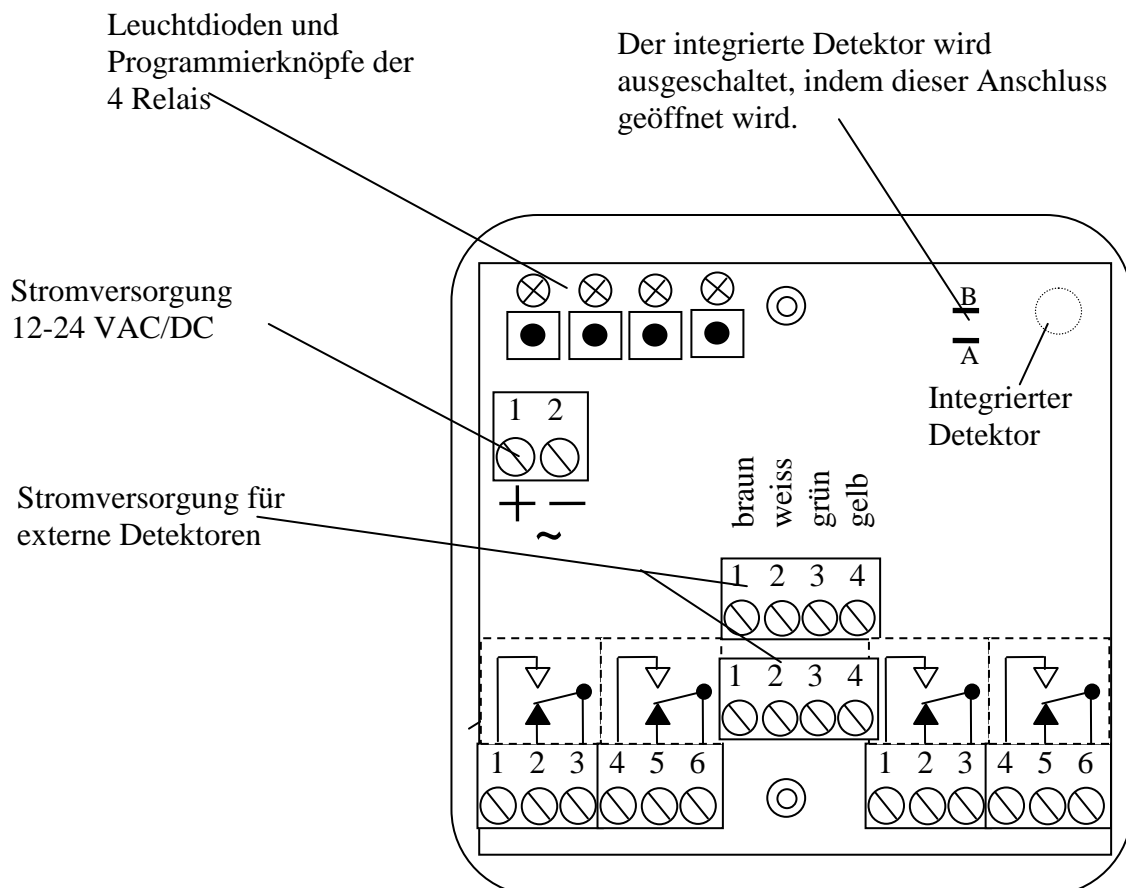 Leuchtdioden und
Programmierknöpfe der
4 Relais
Der integrierte Detektor wird
ausgeschaltet, indem dieser Anschluss
geöffnet wird.
Stromversorgung
12-24 VAC/DC
B
A
Integrierter
Detektor
1 2
+ −
~
Stromversorgung für
externe Detektoren
braun
weiss
grün
gelb
1 2 3 4
1 2 3 4
1 2 3 4 5 6
1 2 3 4 5 6